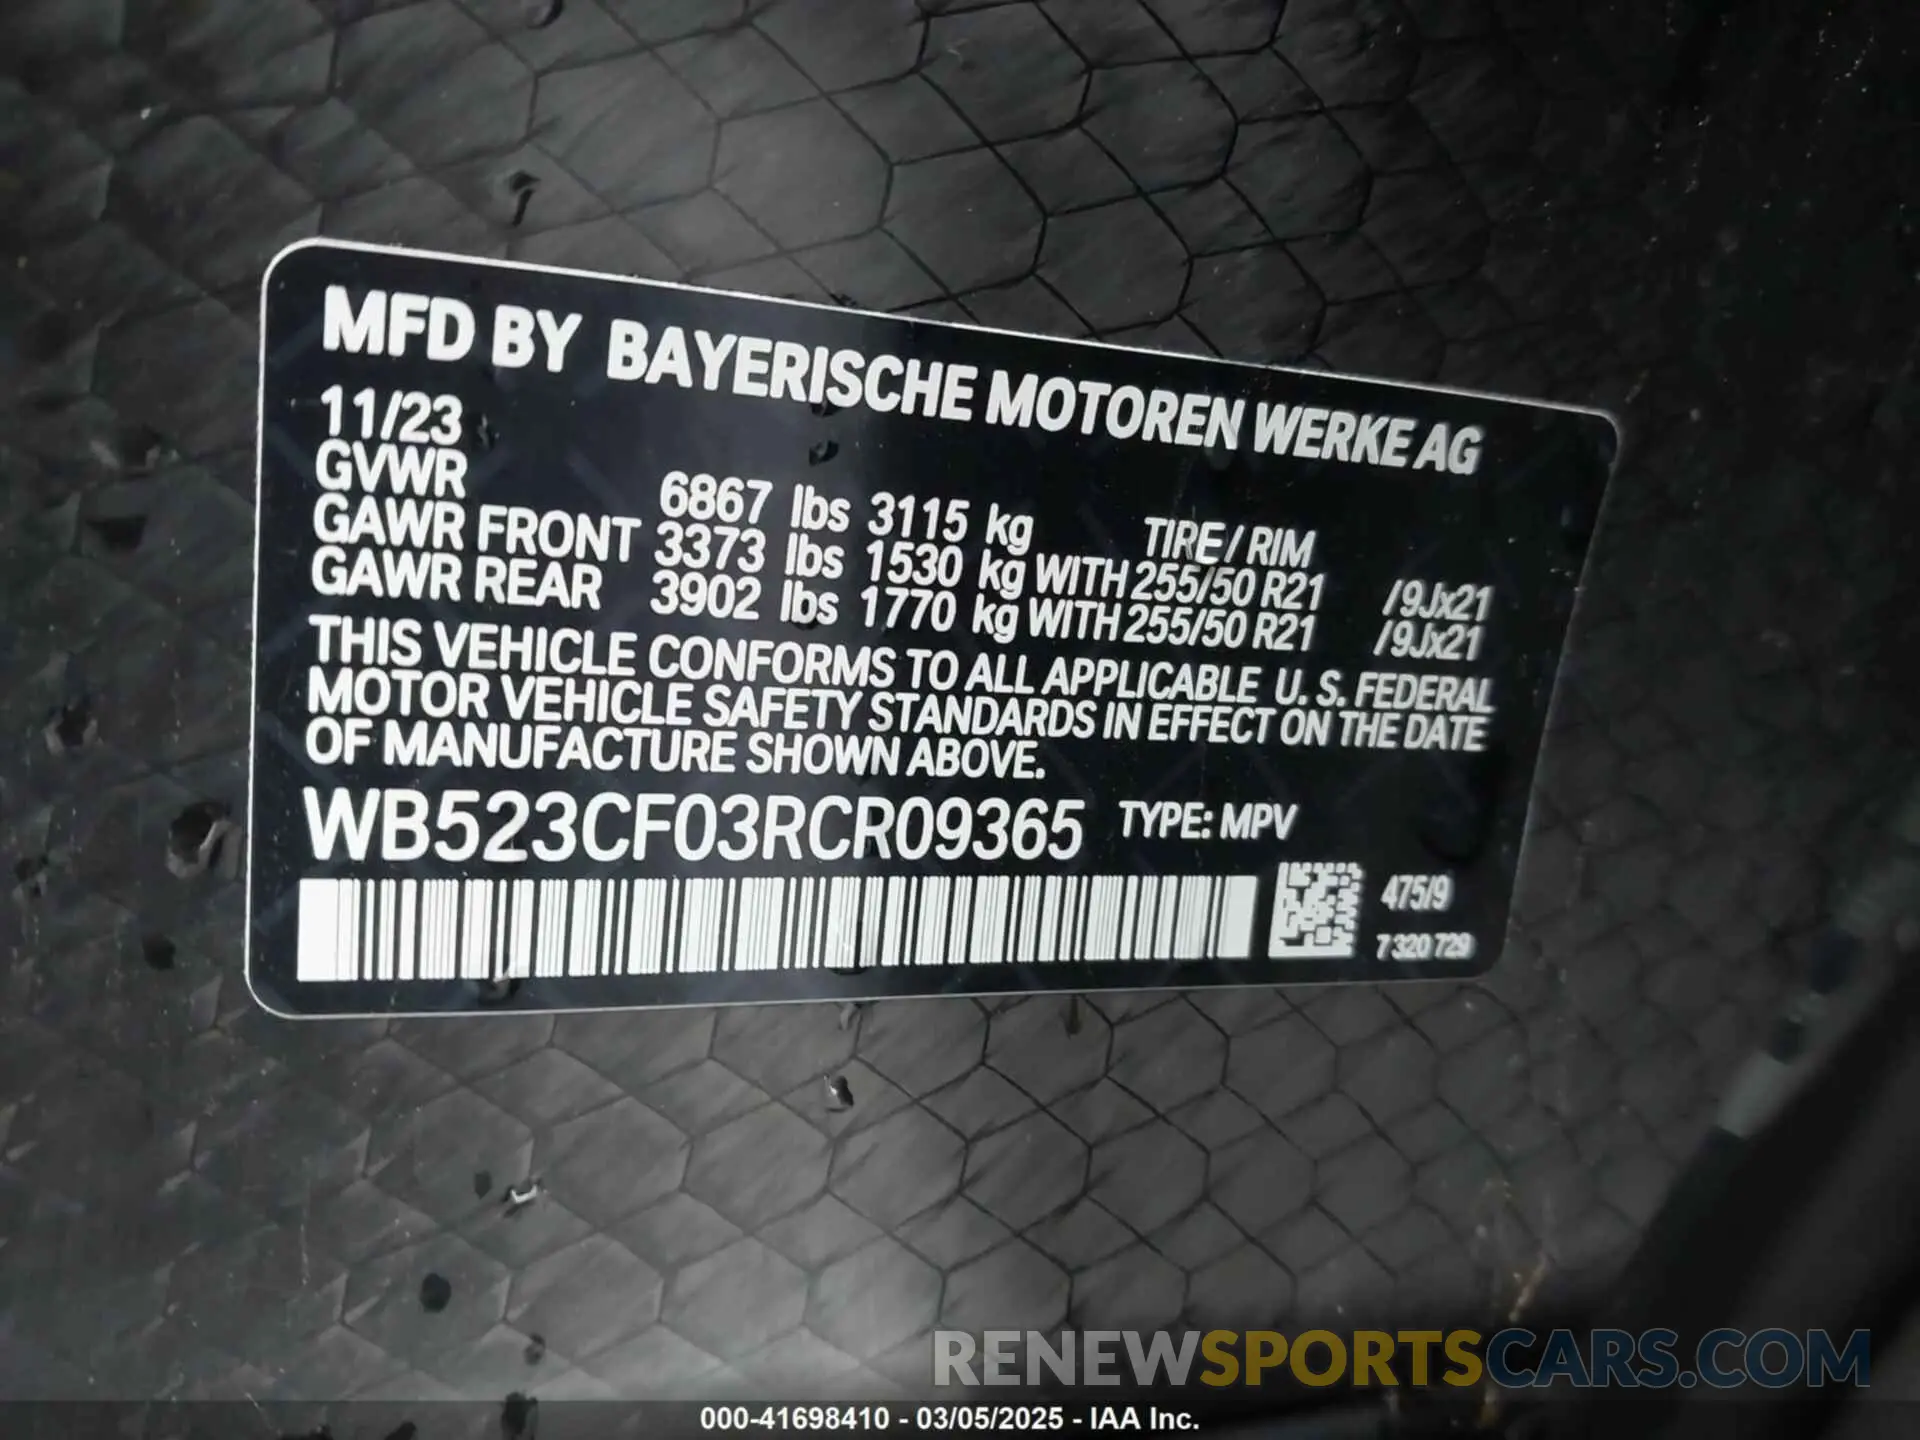 MFD BY BAYERISCHE MOTOREN WERKE AG
11/23
GVWR 6867 lbs 3115 kg TIRE / RIM
GAWR FRONT 3373 lbs 1530 kg WITH 255/50 R21 /9Jx21
GAWR REAR 3902 lbs 1770 kg WITH 255/50 R21 /9Jx21
THIS VEHICLE CONFORMS TO ALL APPLICABLE U. S. FEDERAL
MOTOR VEHICLE SAFETY STANDARDS IN EFFECT ON THE DATE
OF MANUFACTURE SHOWN ABOVE.
WB523CF03RCR09365 TYPE: MPV
475/9
7 320 729
RENEWSPORTSCARS.COM
000-41698410 - 03/05/2025 - IAA Inc.